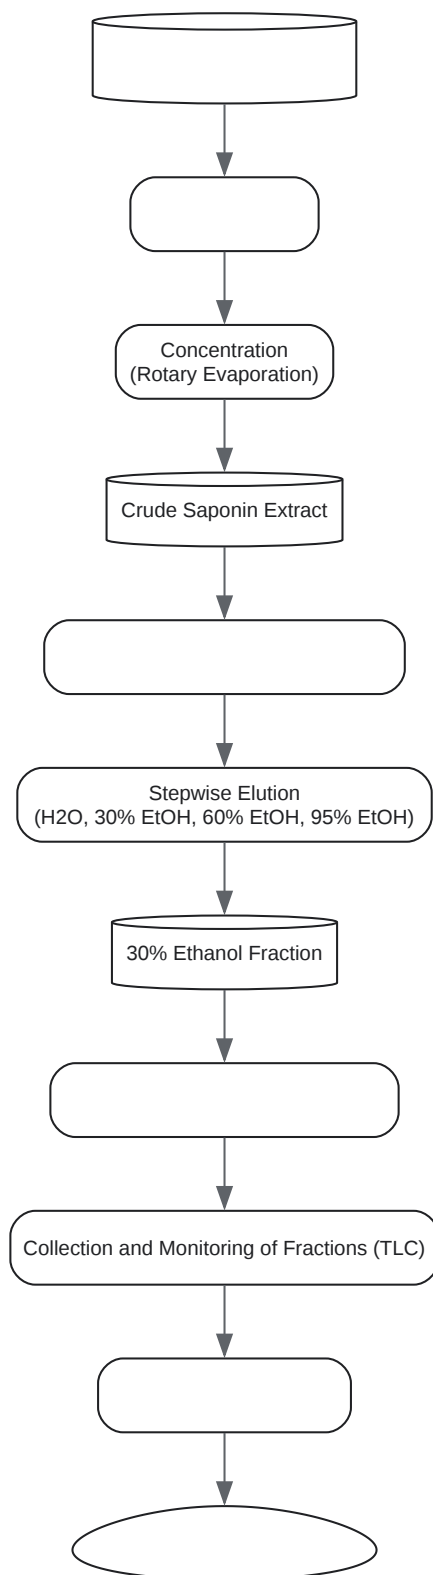 Concentration
(Rotary Evaporation)
Crude Saponin Extract
Stepwise Elution
(H2O, 30% EtOH, 60% EtOH, 95% EtOH)
30% Ethanol Fraction
Collection and Monitoring of Fractions (TLC)